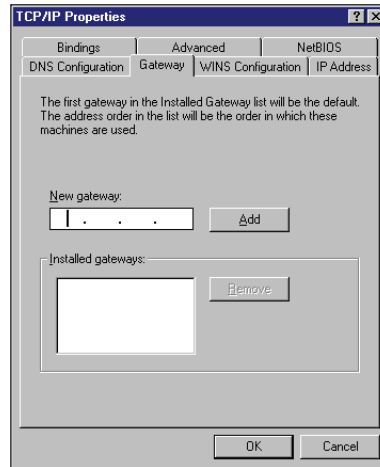 TCP/IP Properties
Bindings Advanced NetBIOS
DNS Configuration Gateway WINS Configuration IP Address
The first gateway in the Installed Gateway list will be the default.
The address order in the list will be the order in which these
machines are used.
New gateway:
. . .
Add
Installed gateways:
Remove
OK Cancel